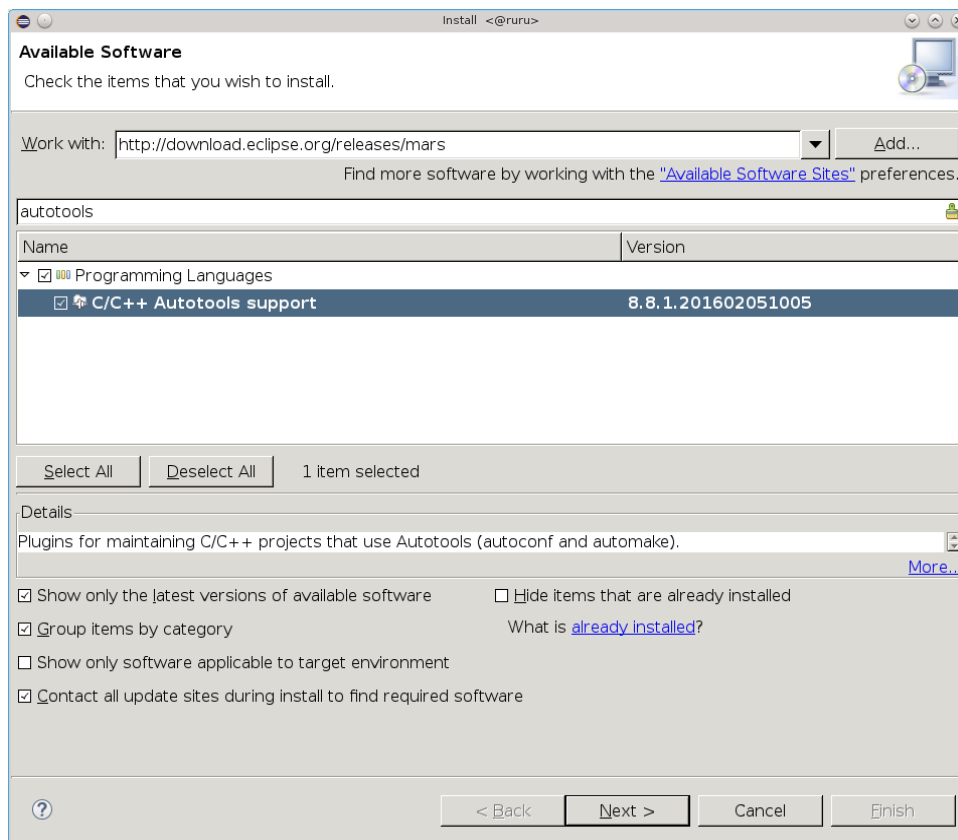 Install <@ruru>
Available Software
Check the items that you wish to install.
Work with: http://download.eclipse.org/releases/mars Add...
Find more software by working with the "Available Software Sites" preferences.
autotools
Name Version
Programming Languages
C/C++ Autotools support 8.8.1.201602051005
Select All Deselect All 1 item selected
Details
Plugins for maintaining C/C++ projects that use Autotools (autoconf and automake).
More...
Show only the latest versions of available software Hide items that are already installed
Group items by category What is already installed?
Show only software applicable to target environment
Contact all update sites during install to find required software
? < Back Next > Cancel Finish